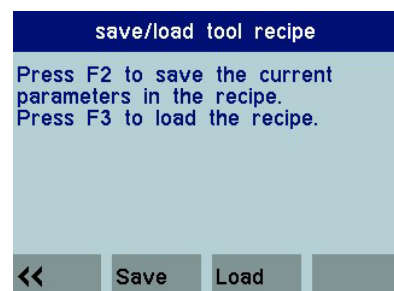 save/load tool recipe
Press F2 to save the current
parameters in the recipe.
Press F3 to load the recipe.
<< Save Load